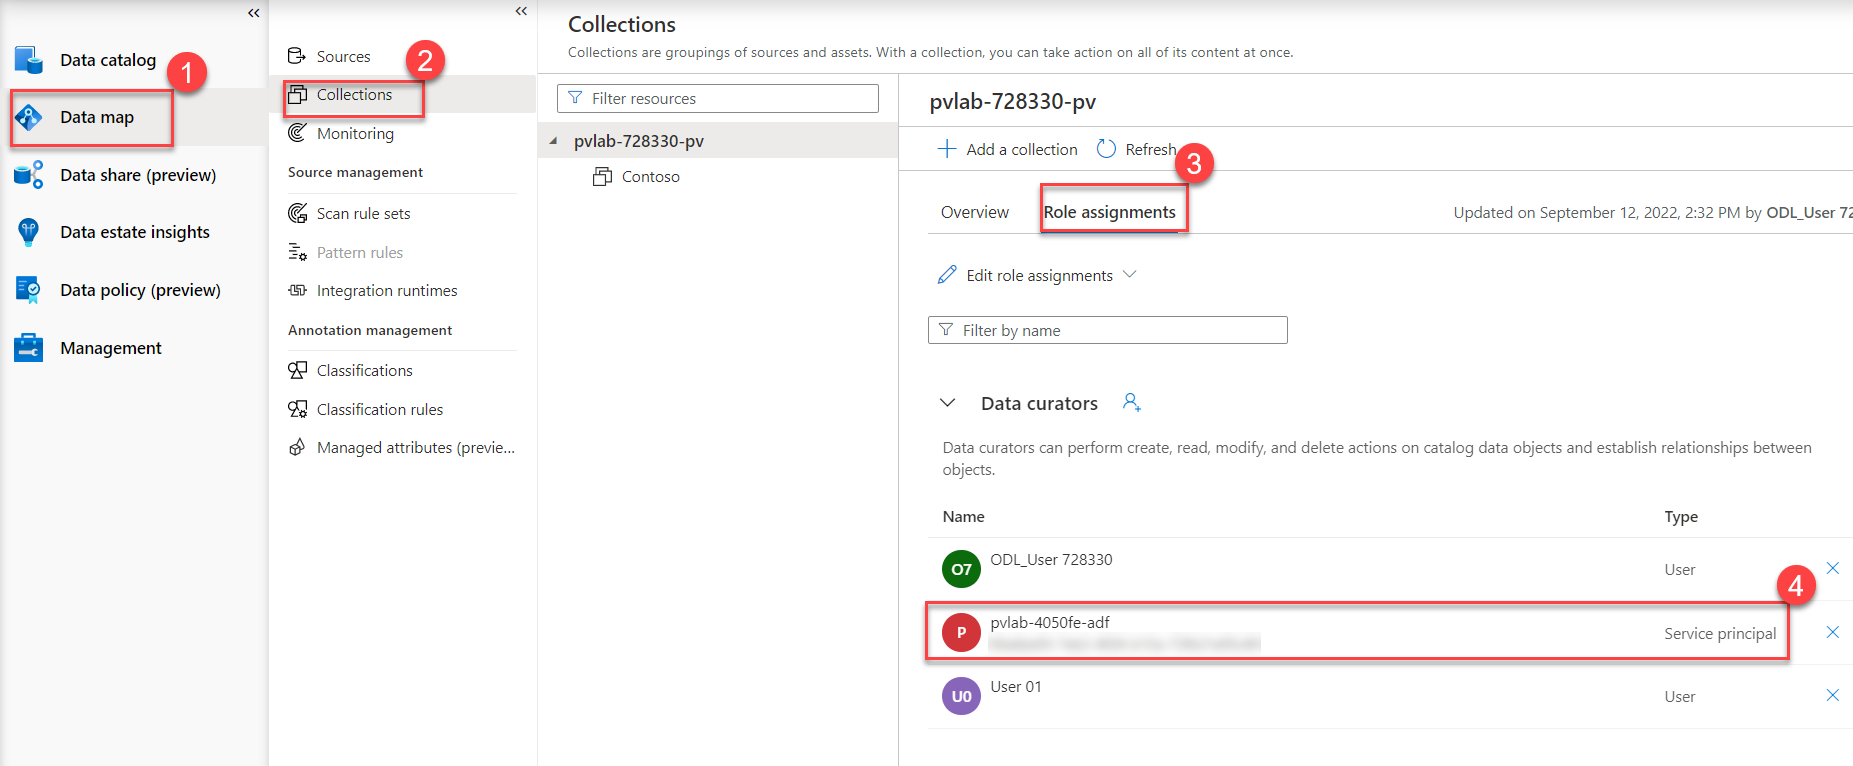 «
Data catalog
1
Data map
Data share (preview)
Data estate insights
Data policy (preview)
Management
«
Sources
2
Collections
Monitoring
Source management
Scan rule sets
Pattern rules
Integration runtimes
Annotation management
Classifications
Classification rules
Managed attributes (previe...
Collections
Collections are groupings of sources and assets. With a collection, you can take action on all of its content at once.
Filter resources
pvlab-728330-pv
Contoso
pvlab-728330-pv
Add a collection
Refresh
3
Overview
Role assignments
Updated on September 12, 2022, 2:32 PM by ODL_User 72
Edit role assignments
Filter by name
Data curators
Data curators can perform create, read, modify, and delete actions on catalog data objects and establish relationships between
objects.
Name Type
O7 ODL_User 728330 User
4
P pvlab-4050fe-adf Service principal
U0 User 01 User